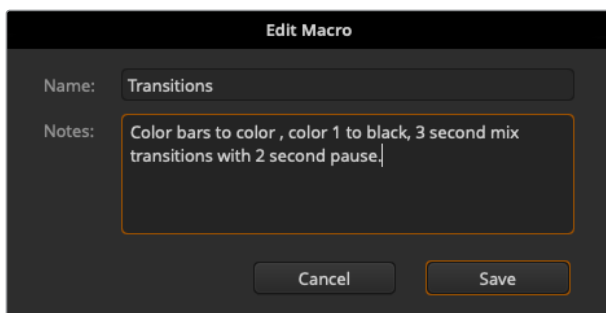 Edit Macro
Name: Transitions
Notes: Color bars to color , color 1 to black, 3 second mix
transitions with 2 second pause.
Cancel Save